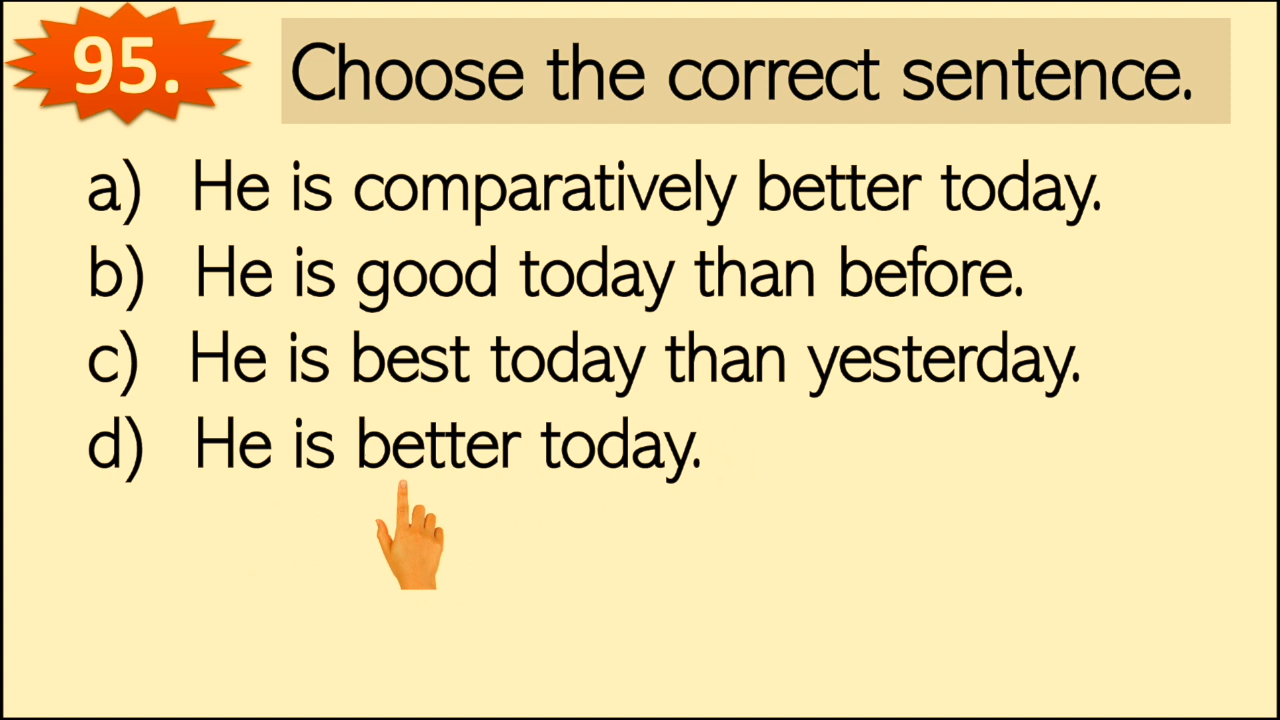 95.
Choose the correct sentence.
a) He is comparatively better today.
b) He is good today than before.
c) He is best today than yesterday.
d) He is better today.